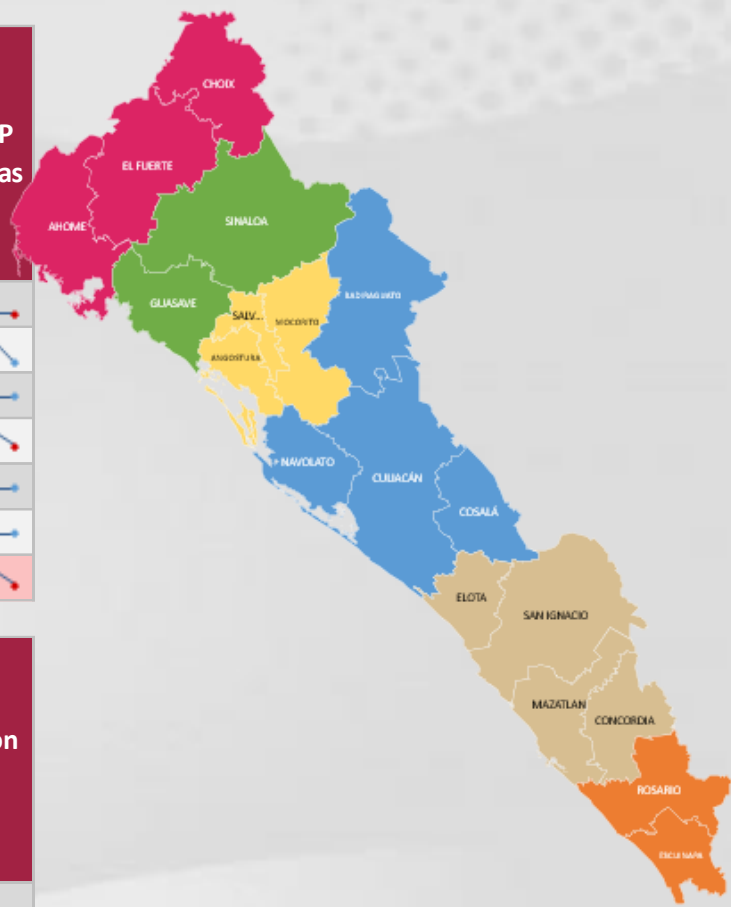 P
as
on
CHOIX
EL FUERTE
AHOME
SINALOA
GUASAVE
SALV...
MOCORITO
BADIRAGUATO
ANGOSTURA
NAVOLATO
CULIACÁN
COSALÁ
ELOTA
SAN IGNACIO
MAZATLAN
CONCORDIA
ROSARIO
ESCUINAPA